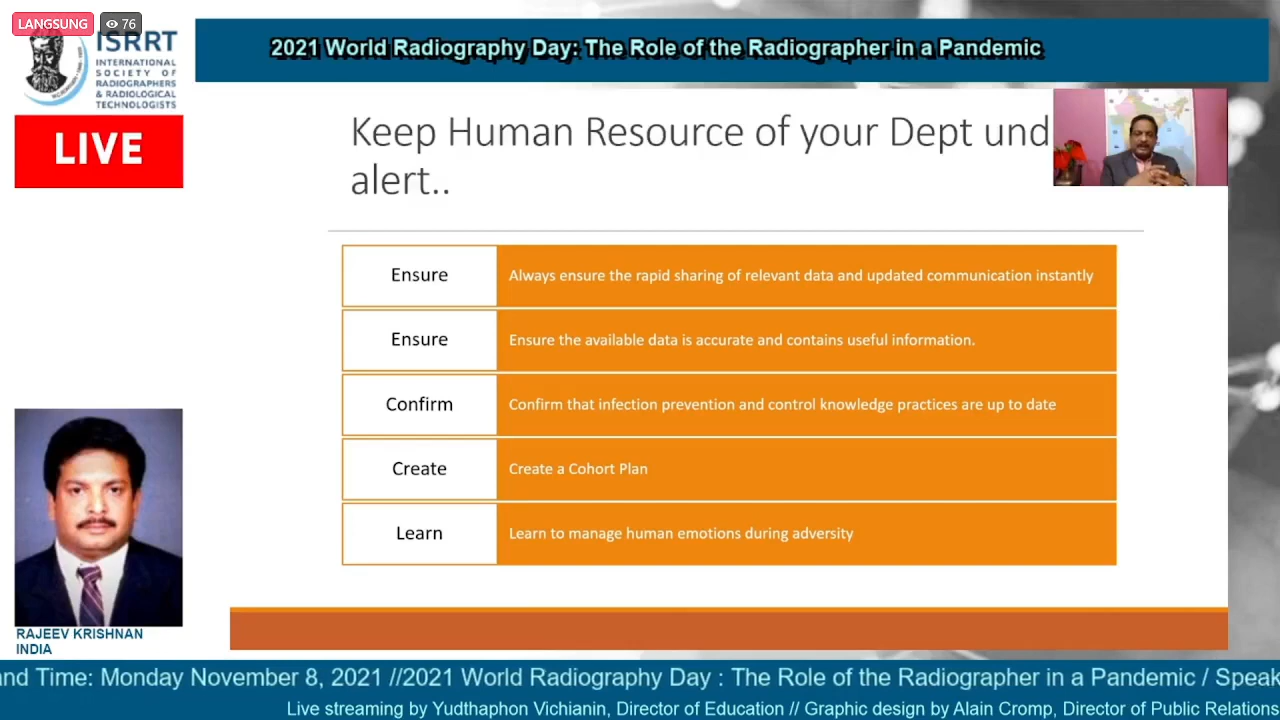 LANGSUNG 76
ISRRT
INTERNATIONAL
SOCIETY OF
RADIOGRAPHERS
& RADIOLOGICAL
TECHNOLOGISTS
2021 World Radiography Day: The Role of the Radiographer in a Pandemic
LIVE
Keep Human Resource of your Dept und
alert..
Ensure Always ensure the rapid sharing of relevant data and updated communication instantly
Ensure Ensure the available data is accurate and contains useful information.
Confirm Confirm that infection prevention and control knowledge practices are up to date
Create Create a Cohort Plan
Learn Learn to manage human emotions during adversity
RAJEEV KRISHNAN
INDIA
nd Time: Monday November 8, 2021 //2021 World Radiography Day : The Role of the Radiographer in a Pandemic / Speak
Live streaming by Yudthaphon Vichianin, Director of Education // Graphic design by Alain Cromp, Director of Public Relations